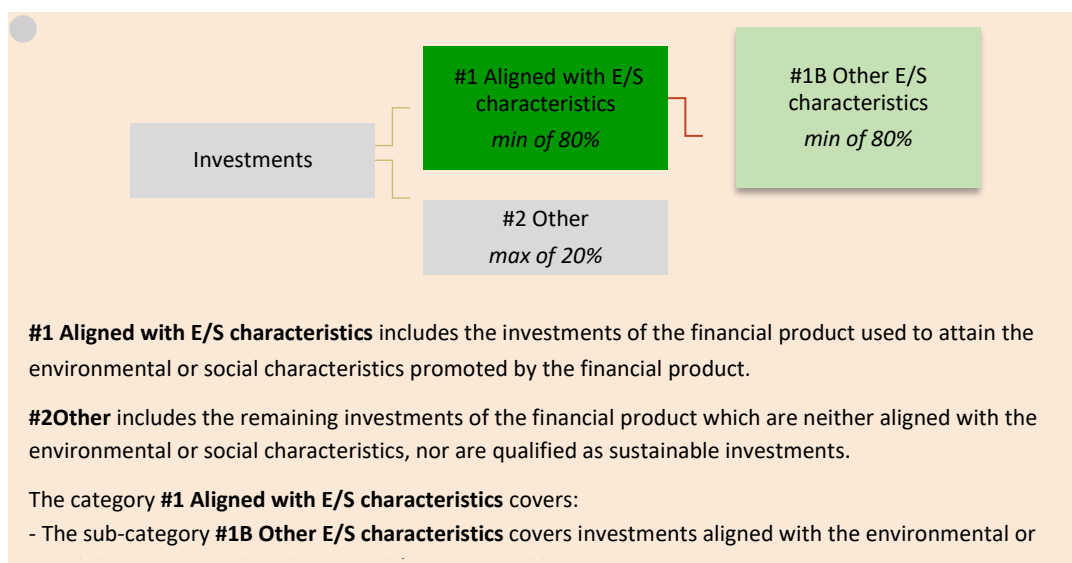 #1 Aligned with E/S
characteristics
min of 80%
#1B Other E/S
characteristics
min of 80%
Investments
#2 Other
max of 20%
#1 Aligned with E/S characteristics includes the investments of the financial product used to attain the
environmental or social characteristics promoted by the financial product.
#2Other includes the remaining investments of the financial product which are neither aligned with the
environmental or social characteristics, nor are qualified as sustainable investments.
The category #1 Aligned with E/S characteristics covers:
- The sub-category #1B Other E/S characteristics covers investments aligned with the environmental or